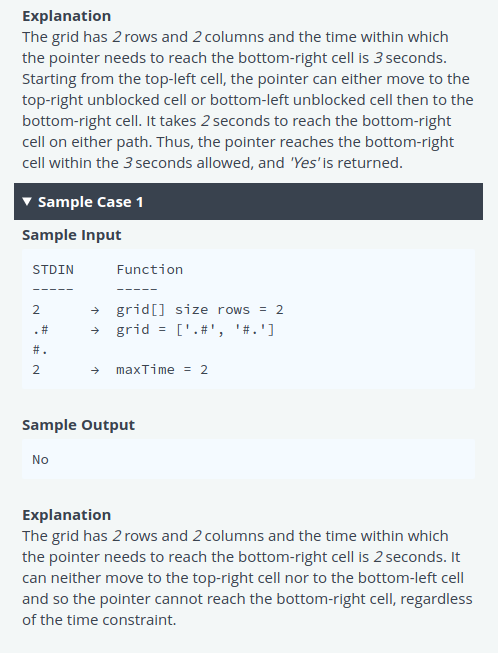 Explanation
The grid has 2 rows and 2 columns and the time within which
the pointer needs to reach the bottom-right cell is 3 seconds.
Starting from the top-left cell, the pointer can either move to the
top-right unblocked cell or bottom-left unblocked cell then to the
bottom-right cell. It takes 2 seconds to reach the bottom-right
cell on either path. Thus, the pointer reaches the bottom-right
cell within the 3 seconds allowed, and 'Yes' is returned.
▼ Sample Case 1
Sample Input
STDIN Function
----- -----
2 → grid[] size rows = 2
.# → grid = ['.#', '#.']
#.
2 → maxTime = 2
Sample Output
No
Explanation
The grid has 2 rows and 2 columns and the time within which
the pointer needs to reach the bottom-right cell is 2 seconds. It
can neither move to the top-right cell nor to the bottom-left cell
and so the pointer cannot reach the bottom-right cell, regardless
of the time constraint.